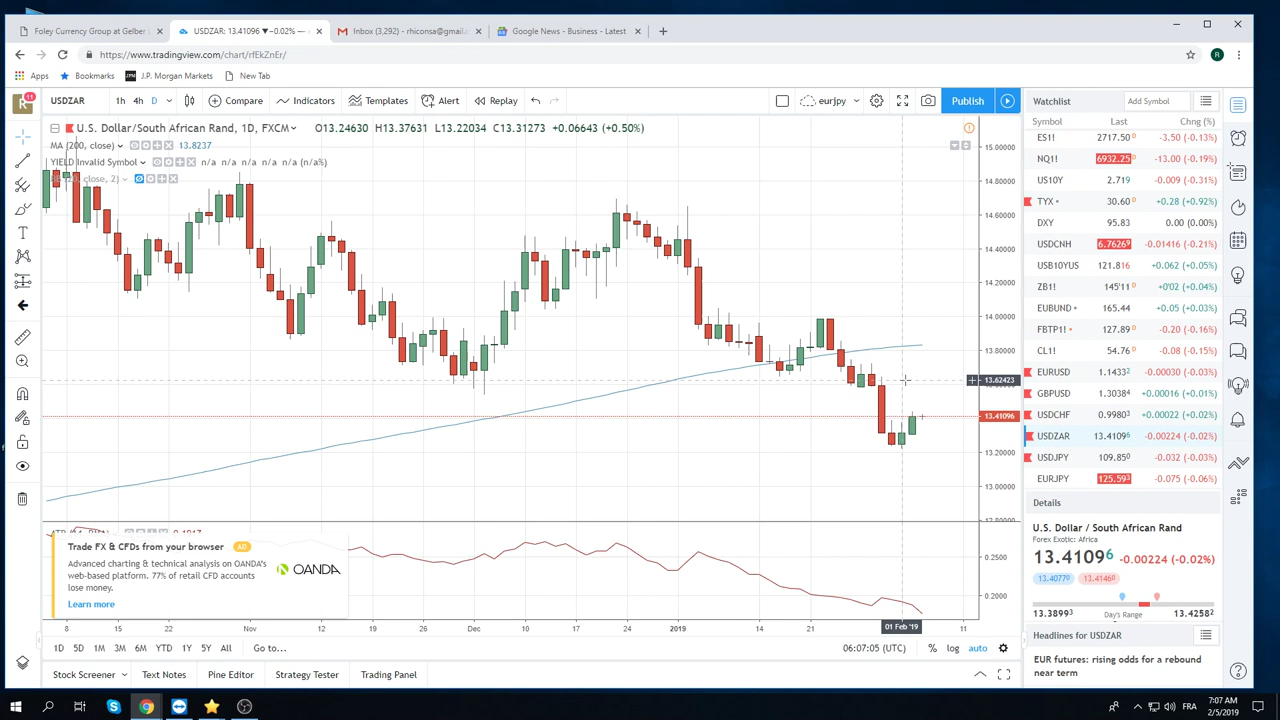 Foley Currency Group at Gelber L
USDZAR: 13.41096 ▼−0.02% —
Inbox (3,292) - rhiconsa@gmail.
Google News - Business - Latest
https://www.tradingview.com/chart/rfEkZnEr/
R
Apps
Bookmarks
J.P. Morgan Markets
New Tab
R 11
USDZAR
1h 4h D
Compare
Indicators
Templates
Alert
Replay
eurjpy
Publish
U.S. Dollar/South African Rand, 1D, FXCM
O13.24630 H13.37631 L13.22034 C13.31273 +0.06643 (+0.50%)
MA (200, close) 13.8237
YIELD Invalid Symbol n/a n/a n/a n/a n/a (n/a%)
close, 2)
15.00000
14.80000
14.60000
14.40000
14.20000
14.00000
13.80000
13.62423
13.41096
13.20000
13.00000
0.2500
0.2000
Trade FX & CFDs from your browser AD
Advanced charting & technical analysis on OANDA's
web-based platform. 77% of retail CFD accounts
lose money.
Learn more
OANDA
8 15 22 Nov 12 19 26 Dec 10 17 24 2019 14 21 01 Feb '19 11
1D 5D 1M 3M 6M YTD 1Y 5Y All Go to...
06:07:05 (UTC) % log auto
Stock Screener Text Notes Pine Editor Strategy Tester Trading Panel
Watchlist Add Symbol
Symbol Last Chng (%)
ES1! 2717.50 D -3.50 (-0.13%)
NQ1! 6932.25 D -13.00 (-0.19%)
US10Y 2.719 -0.009 (-0.31%)
TYX 30.60 D +0.28 (+0.92%)
DXY 95.83 0.00 (0.00%)
USDCNH 6.76269 -0.01416 (-0.21%)
USB10YUS 121.816 +0.062 (+0.05%)
ZB1! 145'11 D +0'02 (+0.04%)
EUBUND 165.44 +0.05 (+0.03%)
FBTP1! 127.89 D -0.20 (-0.16%)
CL1! 54.76 D -0.08 (-0.15%)
EURUSD 1.14332 -0.00030 (-0.03%)
GBPUSD 1.30384 +0.00016 (+0.01%)
USDCHF 0.99803 +0.00022 (+0.02%)
USDZAR 13.41096 -0.00224 (-0.02%)
USDJPY 109.850 -0.032 (-0.03%)
EURJPY 125.593 -0.075 (-0.06%)
Details
U.S. Dollar / South African Rand
Forex Exotic: Africa
13.41096 -0.00224 (-0.02%)
13.40770 13.41460
13.38993 Day's Range 13.42582
Headlines for USDZAR
EUR futures: rising odds for a rebound
near term
FRA
7:07 AM
2/5/2019